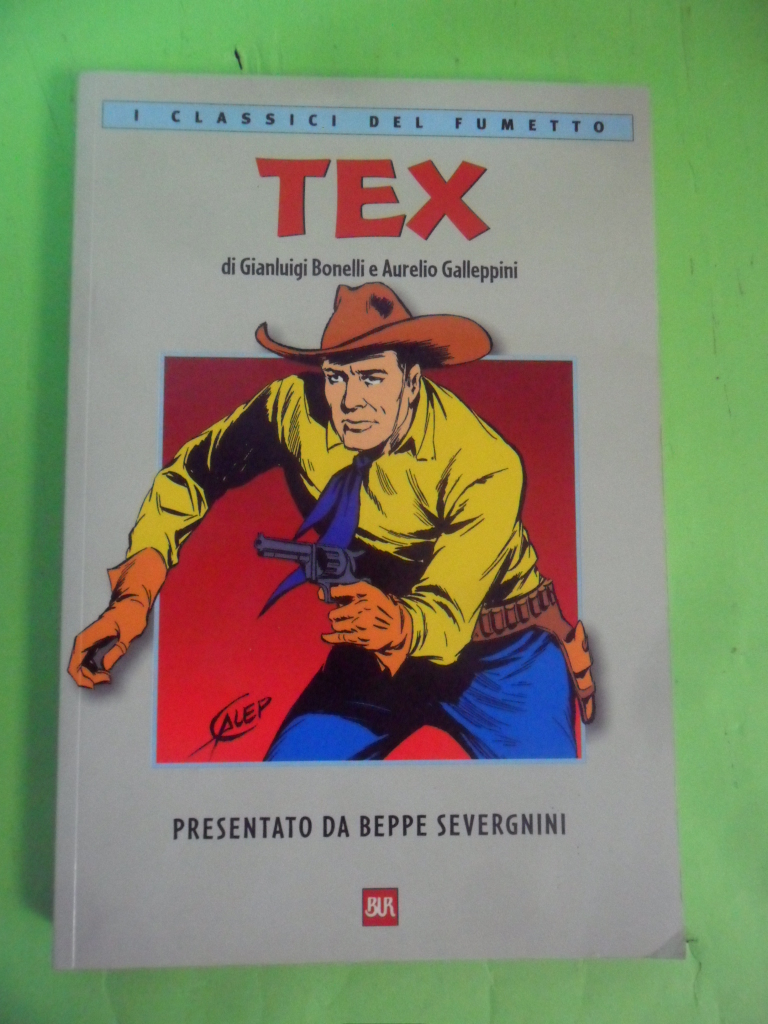 I CLASSICI DEL FUMETTO
TEX
di Gianluigi Bonelli e Aurelio Galleppini
GALEP
PRESENTATO DA BEPPE SEVERGNINI
BUR